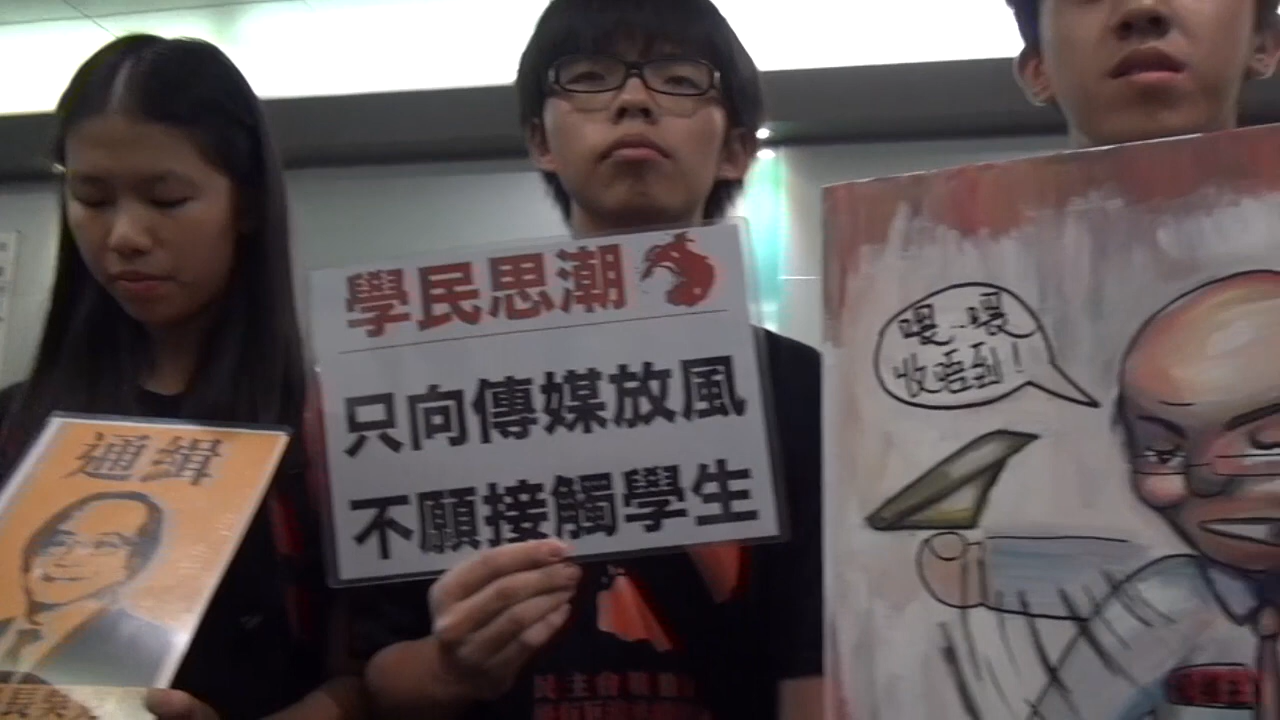 通緝
學民思潮
只向傳媒放風
不願接觸學生
喂..喂
收唔到!